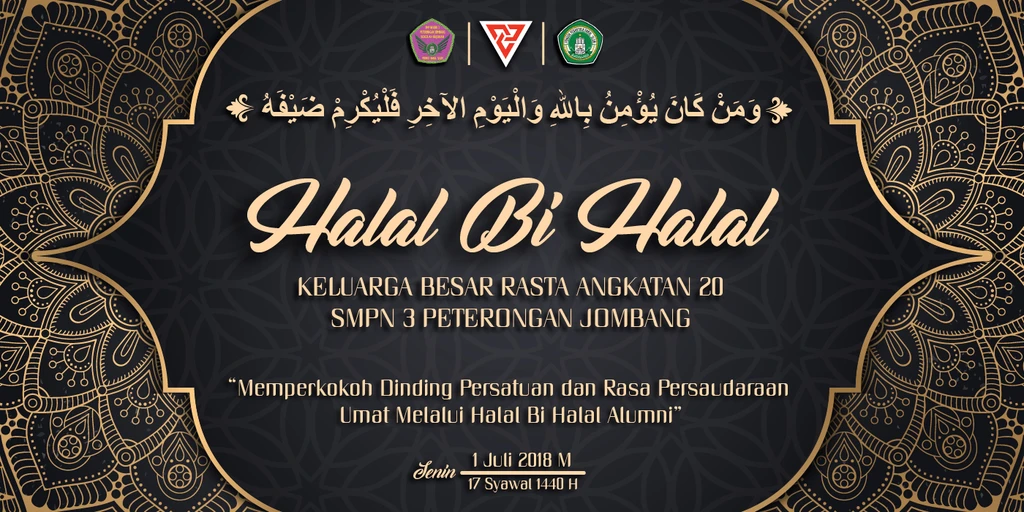 وَمَنْ كَانَ يُؤْمِنُ بِاللهِ وَالْيَوْمِ الآخِرِ فَلْيُكْرِمْ ضَيْفَهُ
Halal Bi Halal
KELUARGA BESAR RASTA ANGKATAN 20
SMPN 3 PETERONGAN JOMBANG
“Memperkokoh Dinding Persatuan dan Rasa Persaudaraan
Umat Melalui Halal Bi Halal Alumni”
Senin
1 Juli 2018 M
17 Syawat 1440 H